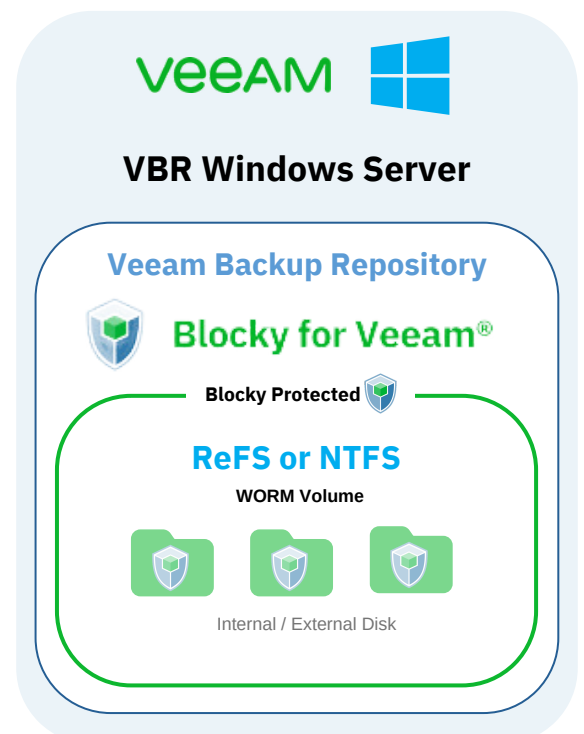 veeAM
VBR Windows Server
Veeam Backup Repository
Blocky for Veeam®
Blocky Protected
ReFS or NTFS
WORM Volume
Internal / External Disk